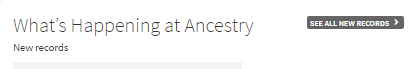 What's Happening at Ancestry
SEE ALL NEW RECORDS >
New records